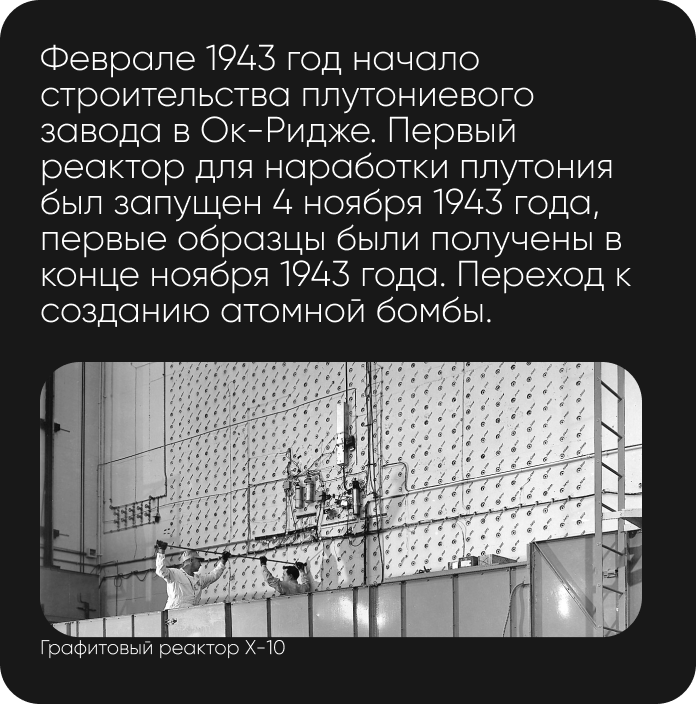 Феврале 1943 год начало
строительства плутониевого
завода в Ок-Ридже. Первый
реактор для наработки плутония
был запущен 4 ноября 1943 года,
первые образцы были получены в
конце ноября 1943 года. Переход к
созданию атомной бомбы.
Графитовый реактор X-10